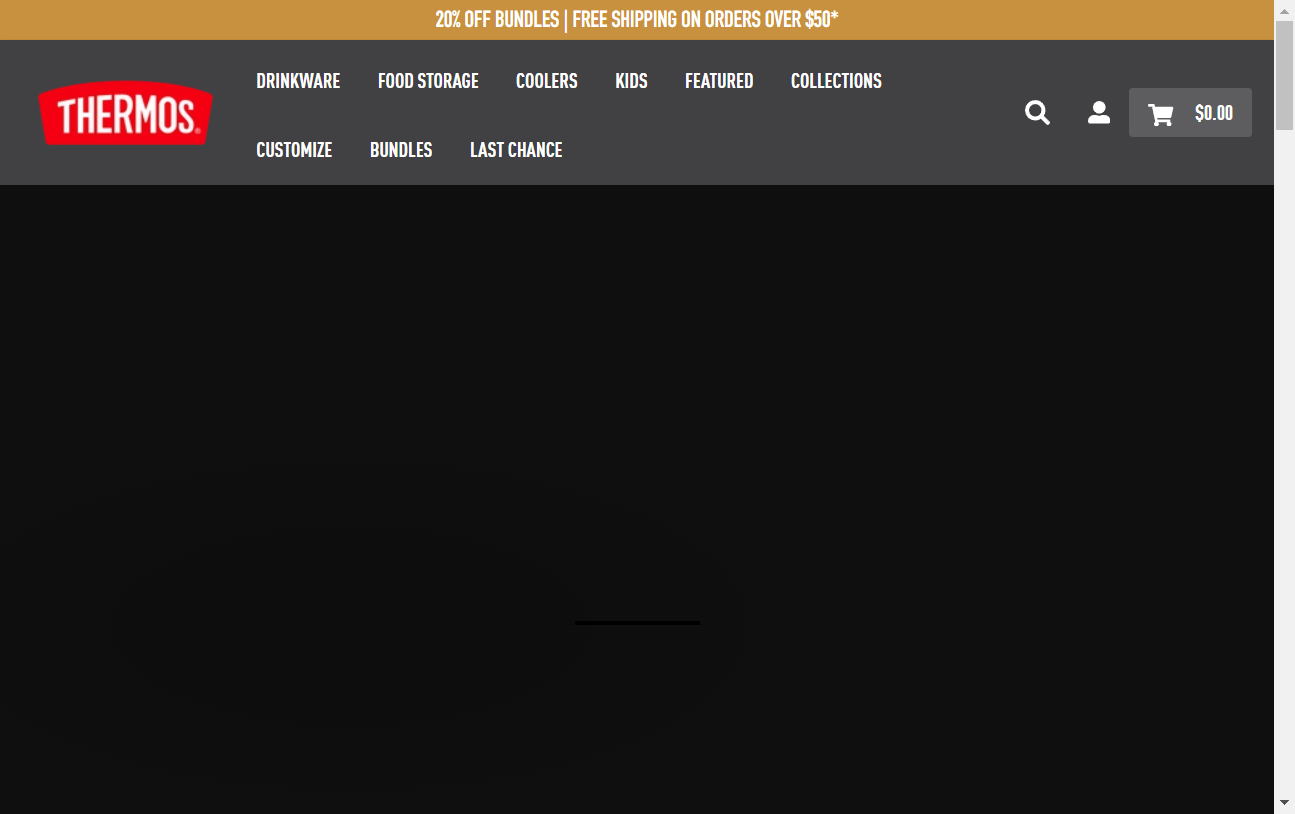 20% OFF BUNDLES | FREE SHIPPING ON ORDERS OVER $50*
THERMOS®
DRINKWARE FOOD STORAGE COOLERS KIDS FEATURED COLLECTIONS
CUSTOMIZE BUNDLES LAST CHANCE
$0.00